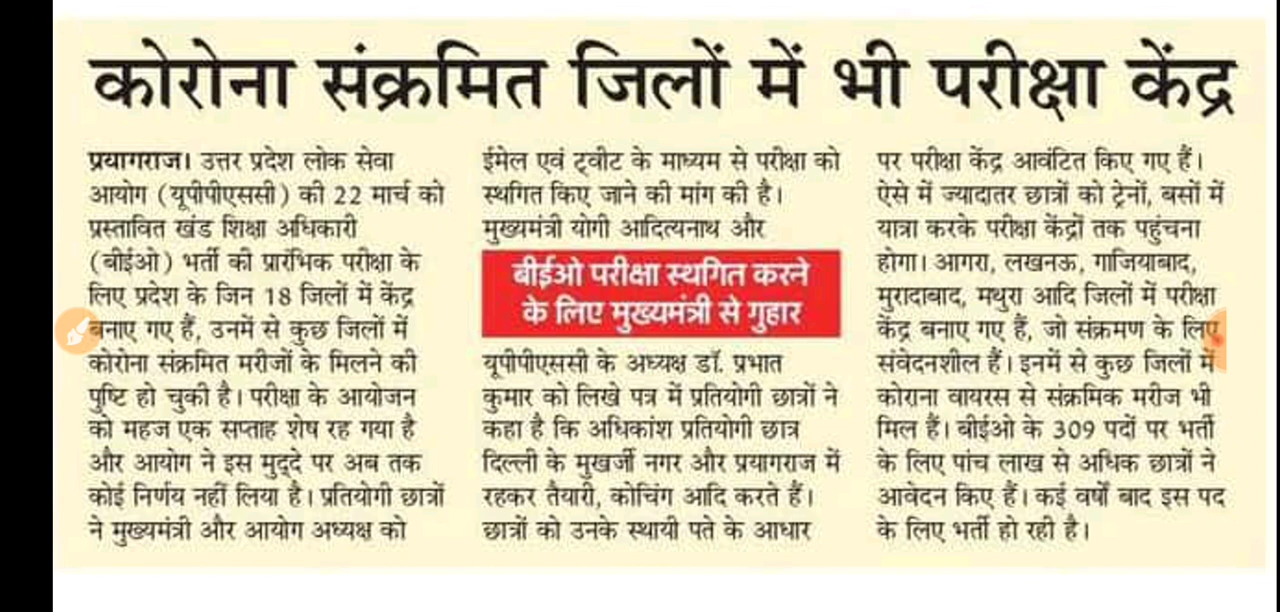 कोरोना संक्रमित जिलों में भी परीक्षा केंद्र
प्रयागराज। उत्तर प्रदेश लोक सेवा
आयोग (यूपीपीएससी) की 22 मार्च को
प्रस्तावित खंड शिक्षा अधिकारी
(बीईओ) भर्ती की प्रारंभिक परीक्षा के
लिए प्रदेश के जिन 18 जिलों में केंद्र
बनाए गए हैं, उनमें से कुछ जिलों में
कोरोना संक्रमित मरीजों के मिलने की
पुष्टि हो चुकी है। परीक्षा के आयोजन
को महज एक सप्ताह शेष रह गया है
और आयोग ने इस मुद्दे पर अब तक
कोई निर्णय नहीं लिया है। प्रतियोगी छात्रों
ने मुख्यमंत्री और आयोग अध्यक्ष को
ईमेल एवं ट्वीट के माध्यम से परीक्षा को
स्थगित किए जाने की मांग की है।
मुख्यमंत्री योगी आदित्यनाथ और
बीईओ परीक्षा स्थगित करने
के लिए मुख्यमंत्री से गुहार
यूपीपीएससी के अध्यक्ष डॉ. प्रभात
कुमार को लिखे पत्र में प्रतियोगी छात्रों ने
कहा है कि अधिकांश प्रतियोगी छात्र
दिल्ली के मुखर्जी नगर और प्रयागराज में
रहकर तैयारी, कोचिंग आदि करते हैं।
छात्रों को उनके स्थायी पते के आधार
पर परीक्षा केंद्र आवंटित किए गए हैं।
ऐसे में ज्यादातर छात्रों को ट्रेनों, बसों में
यात्रा करके परीक्षा केंद्रों तक पहुंचना
होगा। आगरा, लखनऊ, गाजियाबाद,
मुरादाबाद, मथुरा आदि जिलों में परीक्षा
केंद्र बनाए गए हैं, जो संक्रमण के लिए
संवेदनशील हैं। इनमें से कुछ जिलों में
कोराना वायरस से संक्रमिक मरीज भी
मिल हैं। बीईओ के 309 पदों पर भर्ती
के लिए पांच लाख से अधिक छात्रों ने
आवेदन किए हैं। कई वर्षों बाद इस पद
के लिए भर्ती हो रही है।